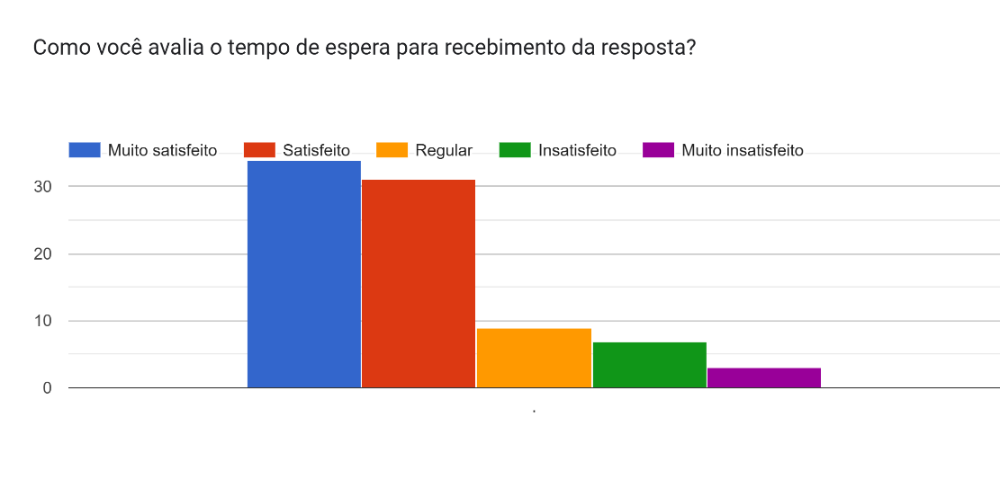 Como você avalia o tempo de espera para recebimento da resposta?
Muito satisfeito Satisfeito Regular Insatisfeito Muito insatisfeito
30
20
10
0
.